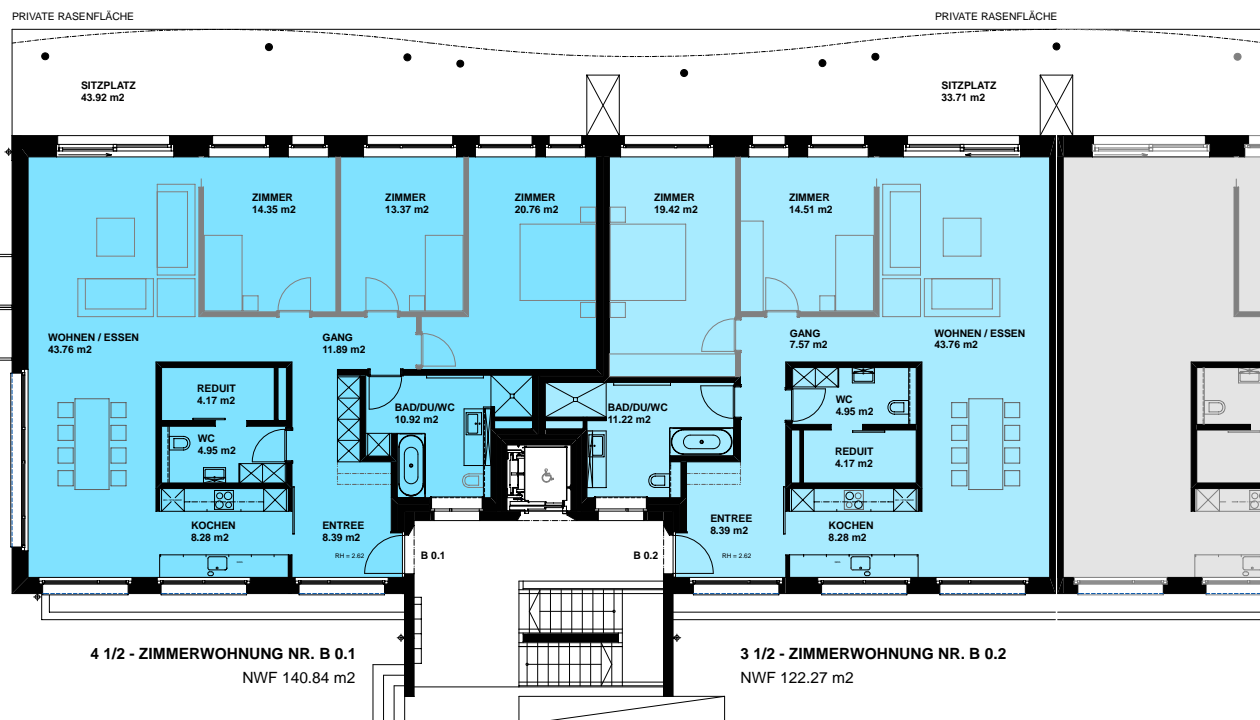 PRIVATE RASENFLÄCHE
PRIVATE RASENFLÄCHE
SITZPLATZ
43.92 m2
SITZPLATZ
33.71 m2
ZIMMER
14.35 m2
ZIMMER
13.37 m2
ZIMMER
20.76 m2
ZIMMER
19.42 m2
ZIMMER
14.51 m2
WOHNEN / ESSEN
43.76 m2
GANG
11.89 m2
GANG
7.57 m2
WOHNEN / ESSEN
43.76 m2
REDUIT
4.17 m2
BAD/DU/WC
10.92 m2
BAD/DU/WC
11.22 m2
WC
4.95 m2
WC
4.95 m2
REDUIT
4.17 m2
KOCHEN
8.28 m2
ENTREE
8.39 m2
RH = 2.62
B 0.1
B 0.2
ENTREE
8.39 m2
RH = 2.62
KOCHEN
8.28 m2
4 1/2 - ZIMMERWOHNUNG NR. B 0.1
NWF 140.84 m2
3 1/2 - ZIMMERWOHNUNG NR. B 0.2
NWF 122.27 m2